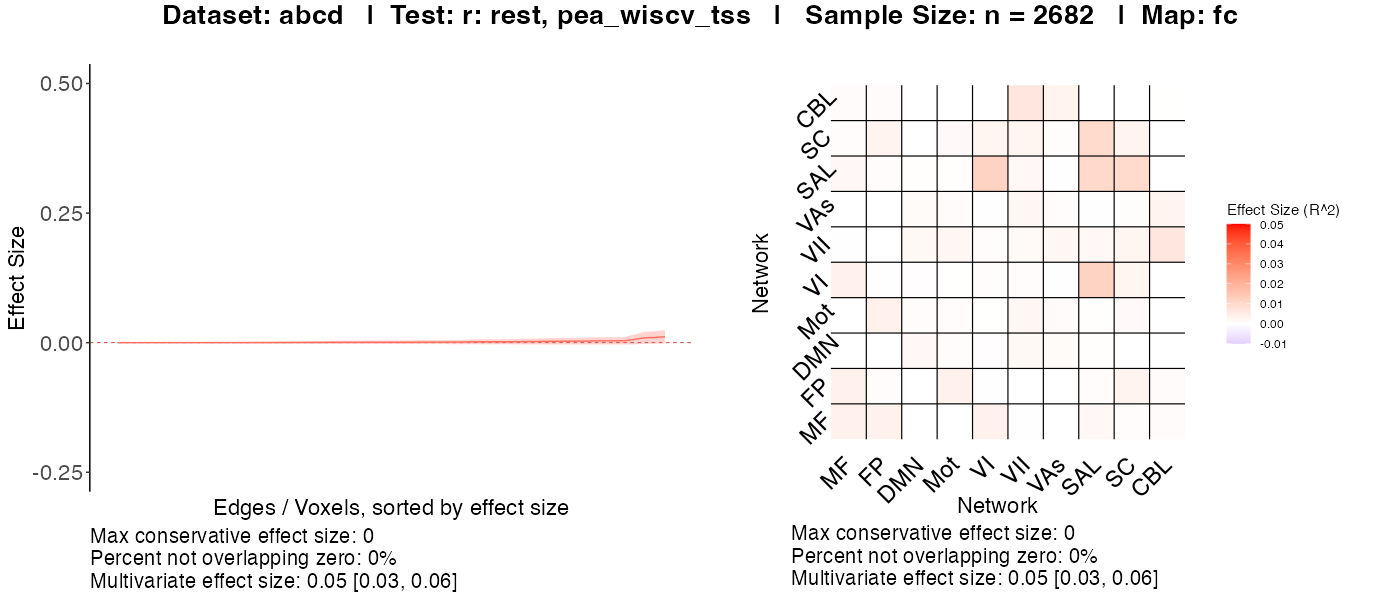 Dataset: abcd | Test: r: rest, pea_wiscv_tss | Sample Size: n = 2682 | Map: fc
0.50
0.25
0.00
-0.25
Effect Size
Edges / Voxels, sorted by effect size
Max conservative effect size: 0
Percent not overlapping zero: 0%
Multivariate effect size: 0.05 [0.03, 0.06]
Network
CBL
SC
SAL
VAs
VII
VI
Mot
DMN
FP
MF
MF
FP
DMN
Mot
VI
VII
VAs
SAL
SC
CBL
Network
Max conservative effect size: 0
Percent not overlapping zero: 0%
Multivariate effect size: 0.05 [0.03, 0.06]
Effect Size (R^2)
0.05
0.04
0.03
0.02
0.01
0.00
-0.01